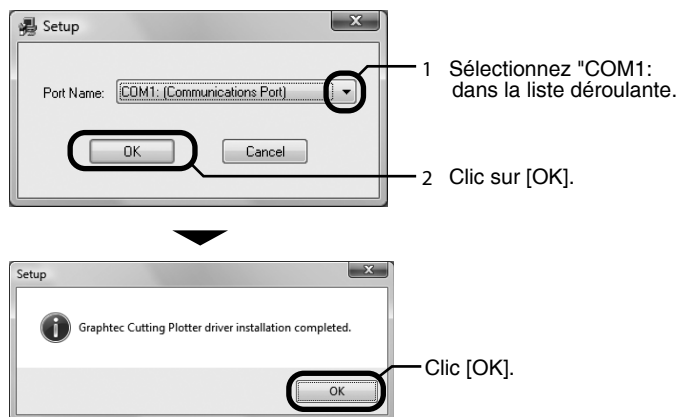 Setup
Port Name: COM1: (Communications Port)
OK Cancel
1 Sélectionnez "COM1:
dans la liste déroulante.
2 Clic sur [OK].
Setup
Graphtec Cutting Plotter driver installation completed.
OK
Clic [OK].